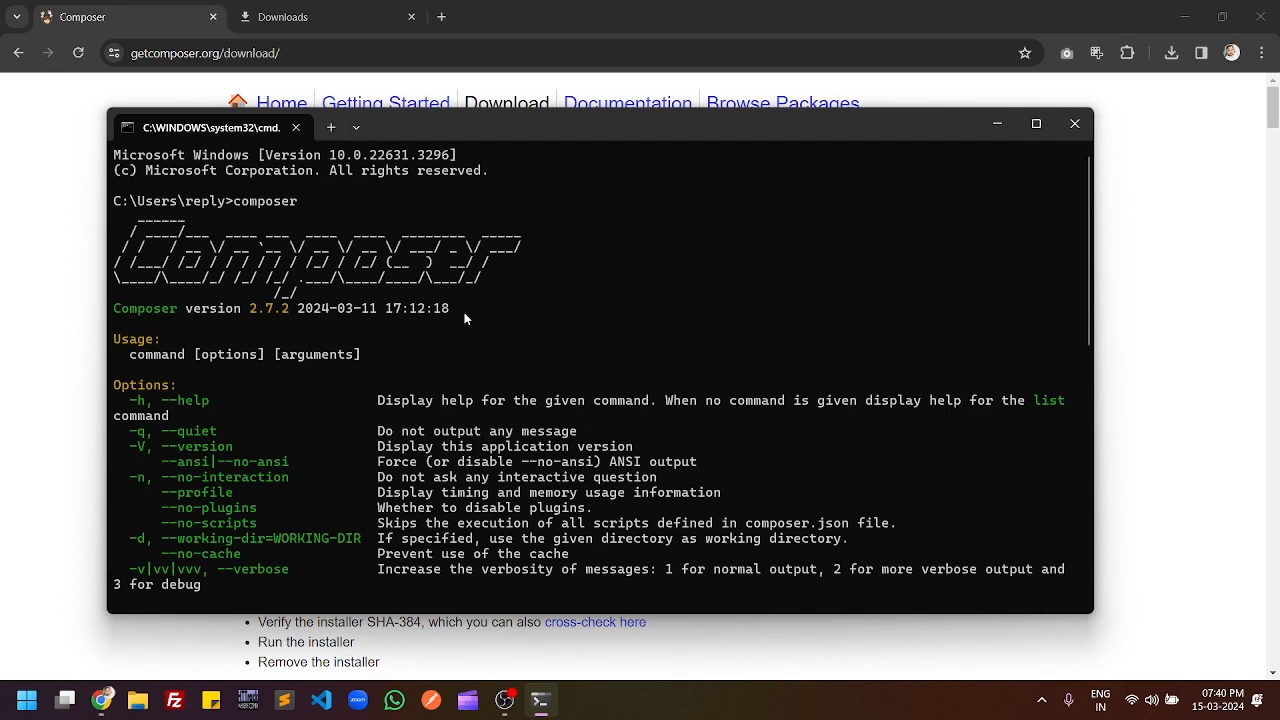 Composer
Downloads
getcomposer.org/download/
Home Getting Started Download Documentation Browse Packages
C:\WINDOWS\system32\cmd.
Microsoft Windows [Version 10.0.22631.3296]
(c) Microsoft Corporation. All rights reserved.
C:\Users\reply>composer
Composer
Composer version 2.7.2 2024-03-11 17:12:18
Usage:
command [options] [arguments]
Options:
-h, --help Display help for the given command. When no command is given display help for the list
command
-q, --quiet Do not output any message
-V, --version Display this application version
--ansi|--no-ansi Force (or disable --no-ansi) ANSI output
-n, --no-interaction Do not ask any interactive question
--profile Display timing and memory usage information
--no-plugins Whether to disable plugins.
--no-scripts Skips the execution of all scripts defined in composer.json file.
-d, --working-dir=WORKING-DIR If specified, use the given directory as working directory.
--no-cache Prevent use of the cache
-v|vv|vvv, --verbose Increase the verbosity of messages: 1 for normal output, 2 for more verbose output and
3 for debug
• Verify the installer SHA-384, which you can also cross-check here
• Run the installer
• Remove the installer
zoom
ENG
IN
07:40 PM
15-03-2024